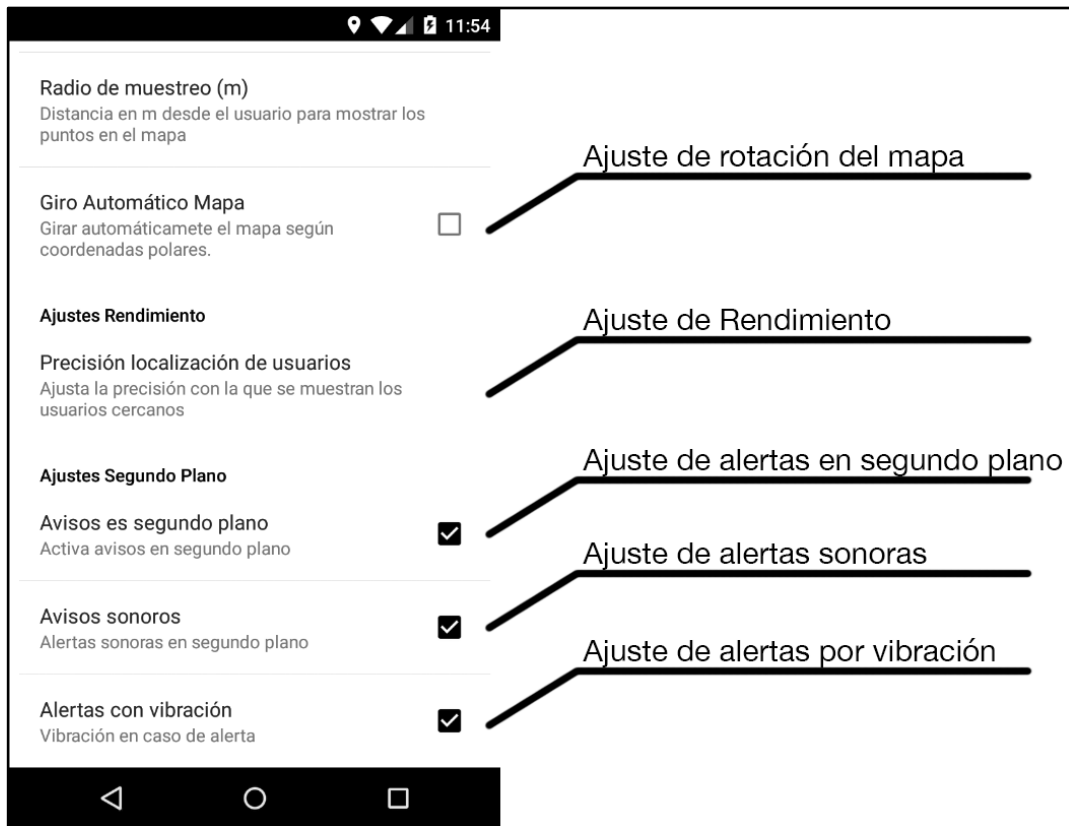 11:54
Radio de muestreo (m)
Distancia en m desde el usuario para mostrar los
puntos en el mapa
Ajuste de rotación del mapa
Giro Automático Mapa
Girar automáticamete el mapa según
coordenadas polares.
Ajustes Rendimiento
Ajuste de Rendimiento
Precisión localización de usuarios
Ajusta la precisión con la que se muestran los
usuarios cercanos
Ajustes Segundo Plano
Ajuste de alertas en segundo plano
Avisos es segundo plano
Activa avisos en segundo plano
Ajuste de alertas sonoras
Avisos sonoros
Alertas sonoras en segundo plano
Ajuste de alertas por vibración
Alertas con vibración
Vibración en caso de alerta